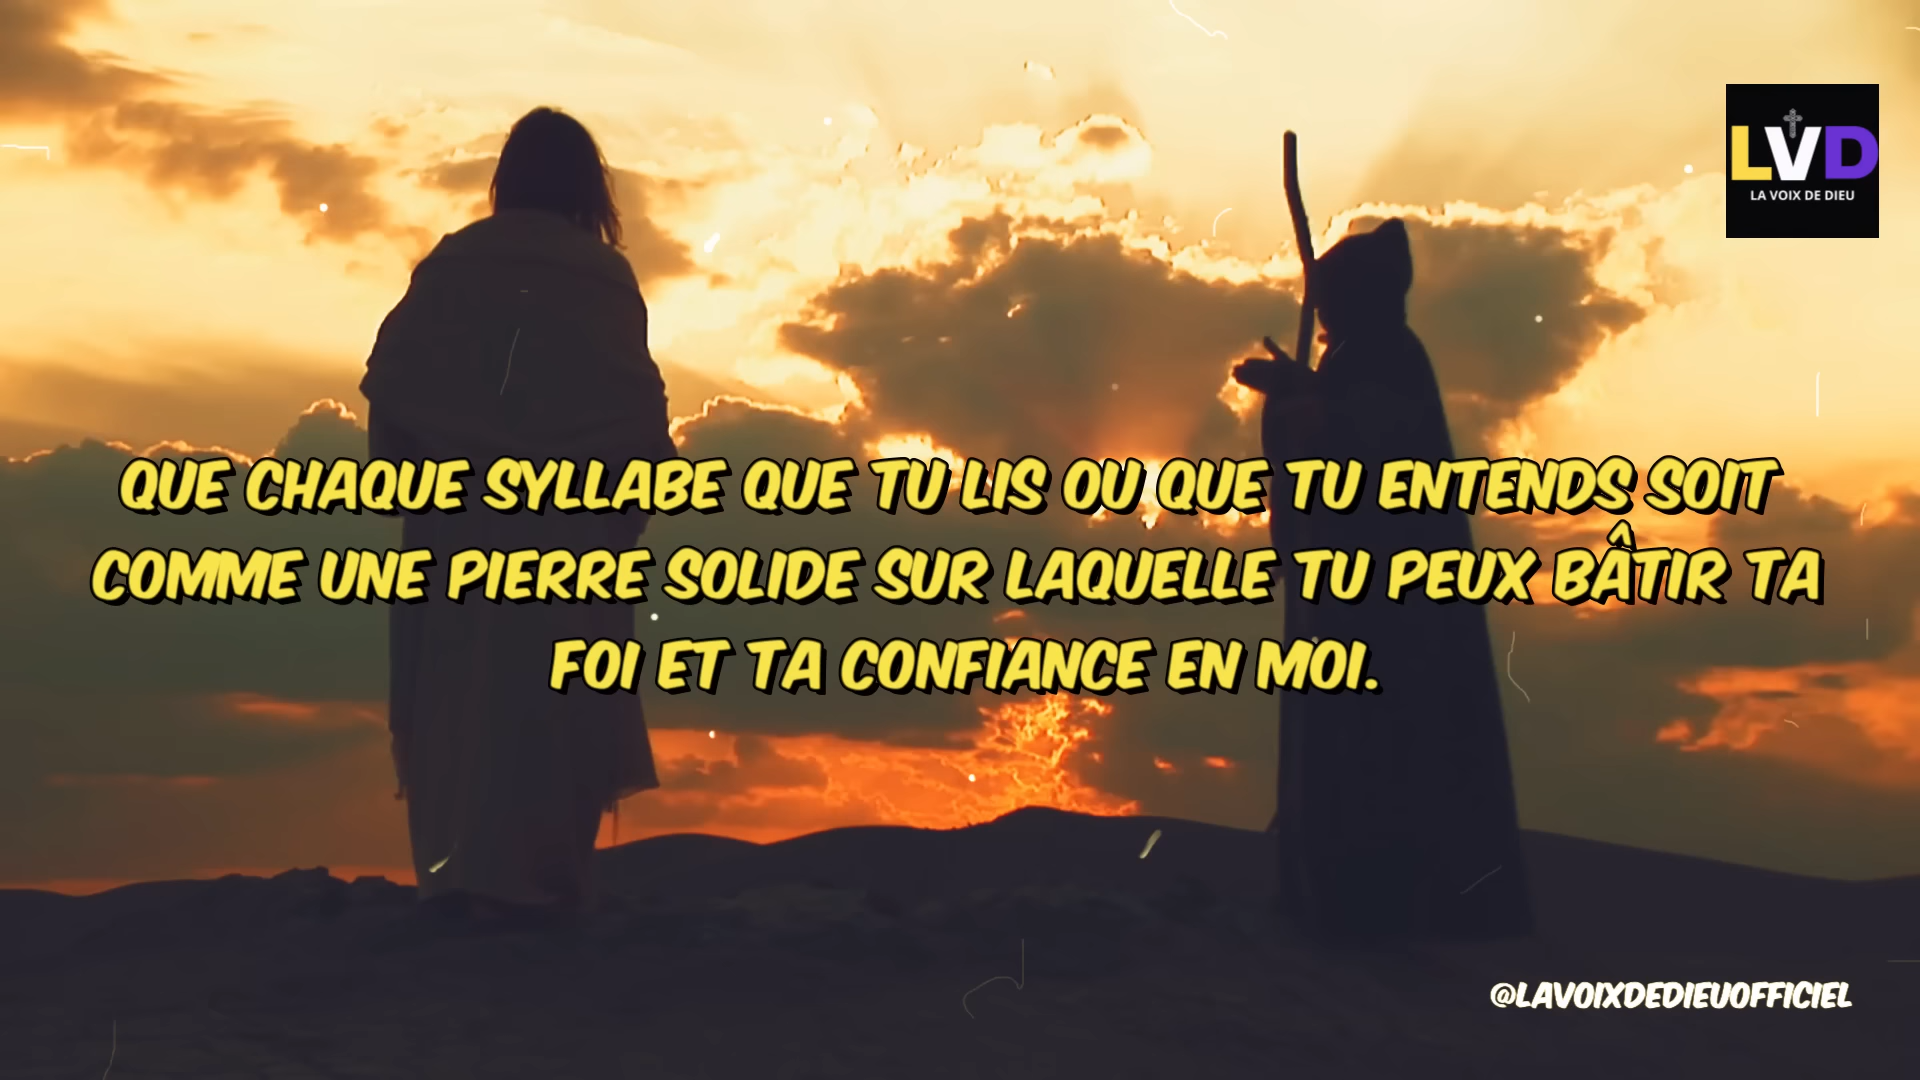 LVD
LA VOIX DE DIEU
QUE CHAQUE SYLLABE QUE TU LIS OU QUE TU ENTENDS SOIT
COMME UNE PIERRE SOLIDE SUR LAQUELLE TU PEUX BÂTIR TA
FOI ET TA CONFIANCE EN MOI.
@LAVOIXDEDIEUOFFICIEL